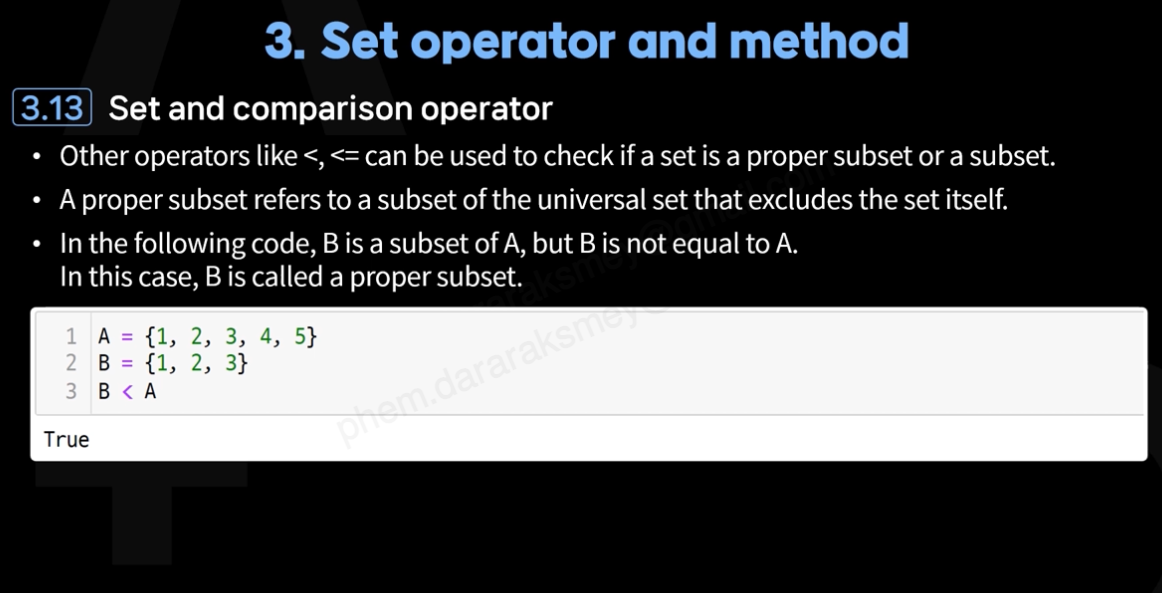 3. Set operator and method
3.13 Set and comparison operator
• Other operators like <, <= can be used to check if a set is a proper subset or a subset.
• A proper subset refers to a subset of the universal set that excludes the set itself.
• In the following code, B is a subset of A, but B is not equal to A.
In this case, B is called a proper subset.
1 A = {1, 2, 3, 4, 5}
2 B = {1, 2, 3}
3 B < A
True